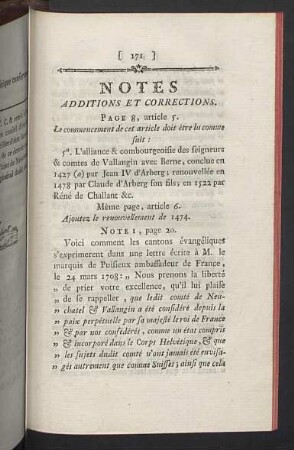 [ 171 ]
NOTES
ADDITIONS ET CORRECTIONS.
PAGE 8, article 5.
Le commencement de cet article doit être lu comme
suit :
5°. L'alliance & combourgeoisie des seigneurs
& comtes de Vallangin avec Berne, conclue en
1427 (a) par Jean IV d'Arberg; renouvellée en
1478 par Claude d'Arberg son fils; en 1522 par
Réné de Challant &c.
Même page, article 6.
Ajoutez le renouvellement de 1474.
NOTE 1, page 20.
Voici comment les cantons évangéliques
s'exprimerent dans une lettre écrite à M. le
marquis de Puisieux embassadeur de France,
le 24 mars 1708: „ Nous prenons la liberté
„ de prier votre excellence, qu'il lui plaise
„ de se rappeller, que ledit comté de Neu-
„ chatel & Vallangin a été considéré depuis la
„ paix perpétuelle par sa majesté le roi de France
„ & par nos considérés, comme un état compris
„ & incorporé dans le Corps Helvétique, & que
„ les sujets dudit comté n'ont jamais été envisa-
„ gés autrement que comme Suisses; ainsi que cela